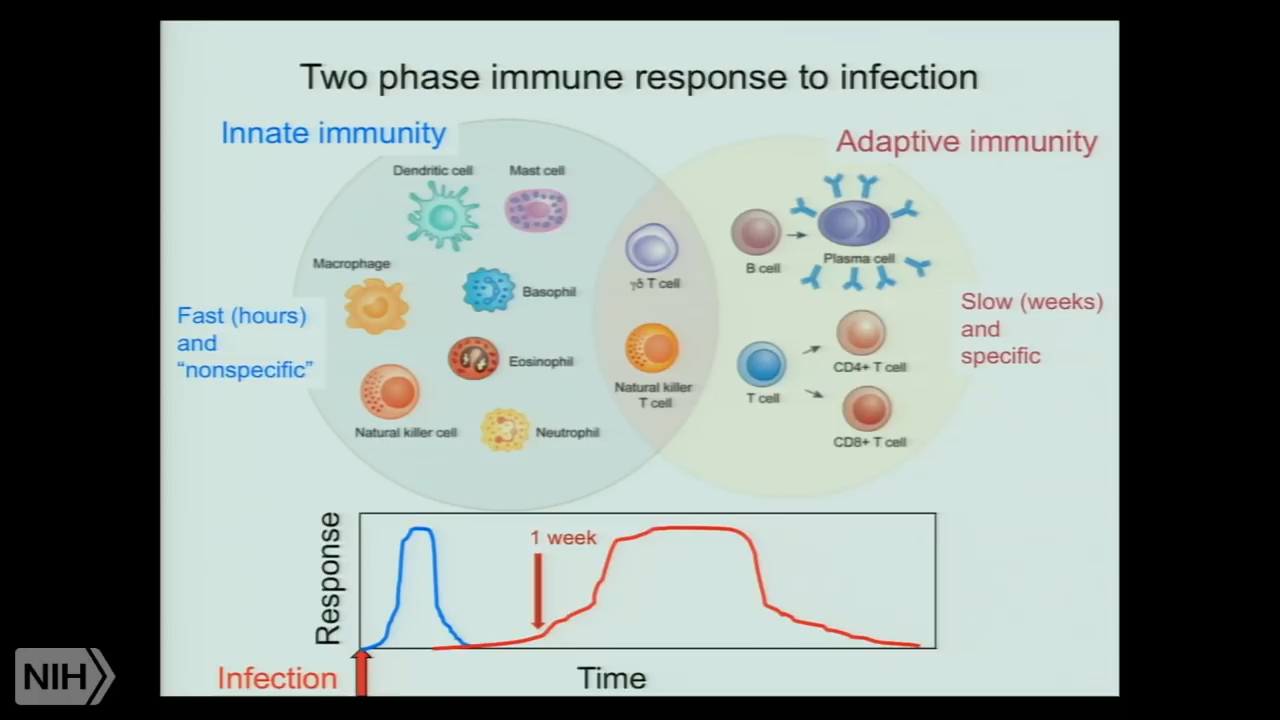 Two phase immune response to infection
Innate immunity
Adaptive immunity
Dendritic cell
Mast cell
Macrophage
Basophil
Fast (hours)
and
“nonspecific”
Eosinophil
Natural killer cell
Neutrophil
γδ T cell
Natural killer
T cell
B cell
Plasma cell
T cell
CD4+ T cell
CD8+ T cell
Slow (weeks)
and
specific
Response
1 week
Infection
Time
NIH